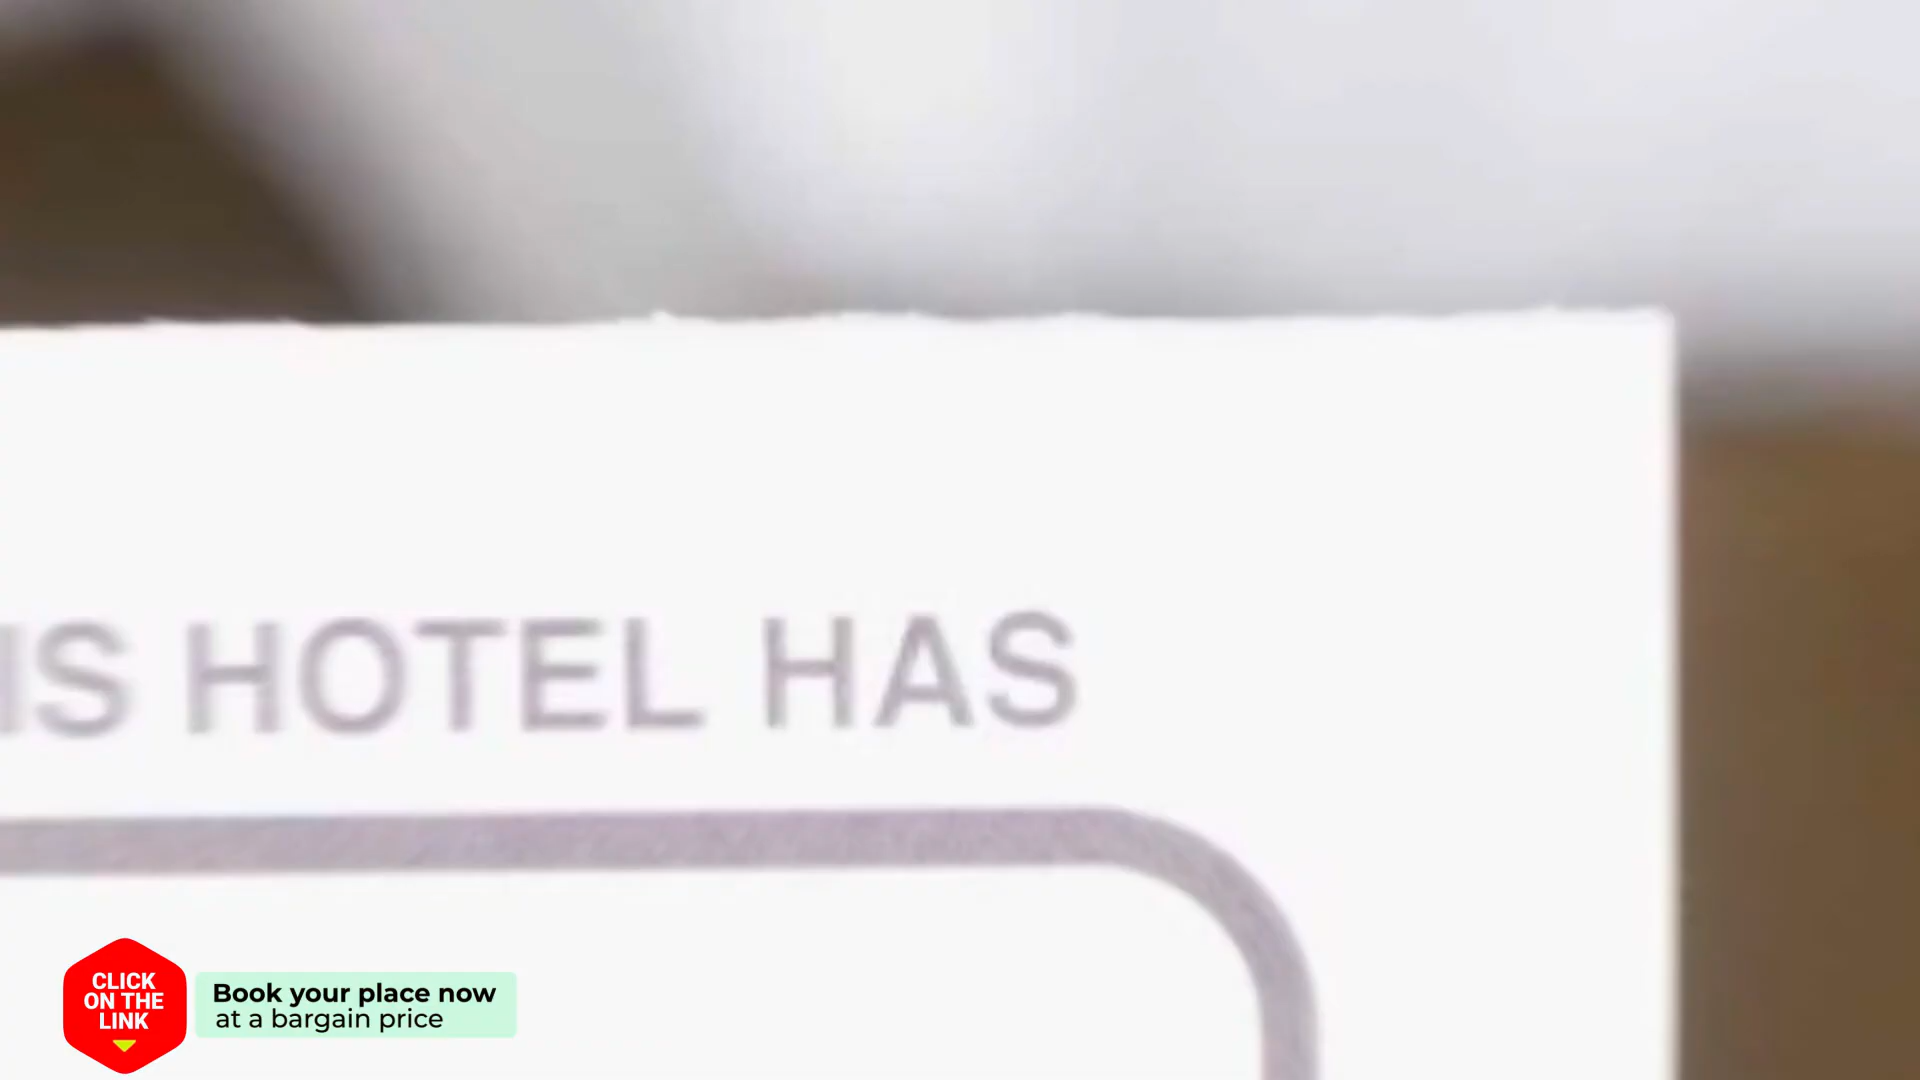 IS HOTEL HAS
CLICK
ON THE
LINK
Book your place now
at a bargain price